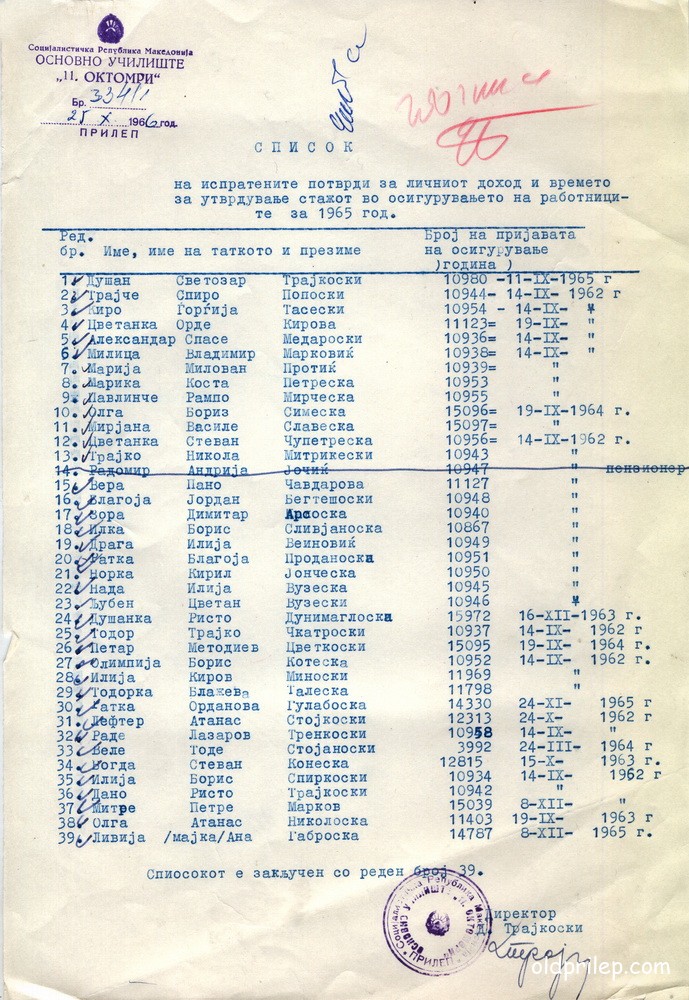 Социјалистичка Република Македонија
ОСНОВНО УЧИЛИШТЕ
„11. ОКТОМРИ“
Бр. 334/1
25 X 1966 год.
ПРИЛЕП
СПИСОК
на испратените потврди за личниот доход и времето
за утврдување стажот во осигурувањето на работници-
те за 1965 год.
Ред. Број на пријавата
бр. Име, име на таткото и презиме на осигурување
)година )
1. Душан Светозар Трајкоски 10980 -11-IX-1965 г
2. Трајче Спиро Попоски 10944- 14-IX- 1962 г
3. Киро Ѓорѓија Тасески 10954 - 14-IX- "
4. Цветанка Орде Кирова 11123= 19-IX- "
5. Александар Спасе Медароски 10936= 14-IX- "
6. Милица Владимир Марковиќ 10938= 14-IX- "
7. Марија Милован Протиќ 10939= "
8. Марика Коста Петреска 10953 "
9. Павлинче Рампо Мирческа 10955 "
10. Олга Бориз Симеска 15096= 19-IX-1964 г.
11. Мирјана Василе Славеска 15097= "
12. Цветанка Стеван Чупетреска 10956= 14-IX-1962 г.
13. Трајко Никола Митрикески 10943 "
14. Радомир Андрија Јочиќ 10947 " пензионер
15. Вера Пано Чавдарова 11127 "
16. Благоја Јордан Бегтешоски 10948 "
17. Зора Димитар Арсоска 10940 "
18. Илка Борис Сливјаноска 10867 "
19. Драга Илија Веиновиќ 10949 "
20. Ратка Благоја Проданоска 10951 "
21. Норка Кирил Јонческа 10950 "
22. Нада Илија Вузеска 10945 "
23. Љубен Цветан Вузески 10946 "
24. Душанка Ристо Дунимаглоска 15972 16-XII-1963 г.
25. Тодор Трајко Чкатроски 10937 14-IX- 1962 г
26. Петар Методиев Цветкоски 15095 19-IX- 1964 г.
27. Олимпија Борис Котеска 10952 14-IX- 1962 г
28. Илија Киров Миноски 11969 "
29. Тодорка Блажева Талеска 11798 "
30. Ратка Орданова Гулабоска 14330 24-XI- 1965 г
31. Лефтер Атанас Стојкоски 12313 24-X- 1962 г
32. Раде Лазаров Тренкоски 10958 14-IX- "
33. Веле Тоде Стојаноски 3992 24-III- 1964 г
34. Богда Стеван Конеска 12815 15-X- 1963 г.
35. Илија Борис Спиркоски 10934 14-IX- 1962 г
36. Дано Ристо Трајкоски 10942 "
37. Митре Петре Марков 15039 8-XII- "
38. Олга Атанас Николоска 11403 19-IX- 1963 г
39. Ливија /мајка/Ана Габроска 14787 8-XII- 1965 г.
Спиосокот е закључен со реден број 39.
Директор
Д. Трајкоски
oldprilep.com